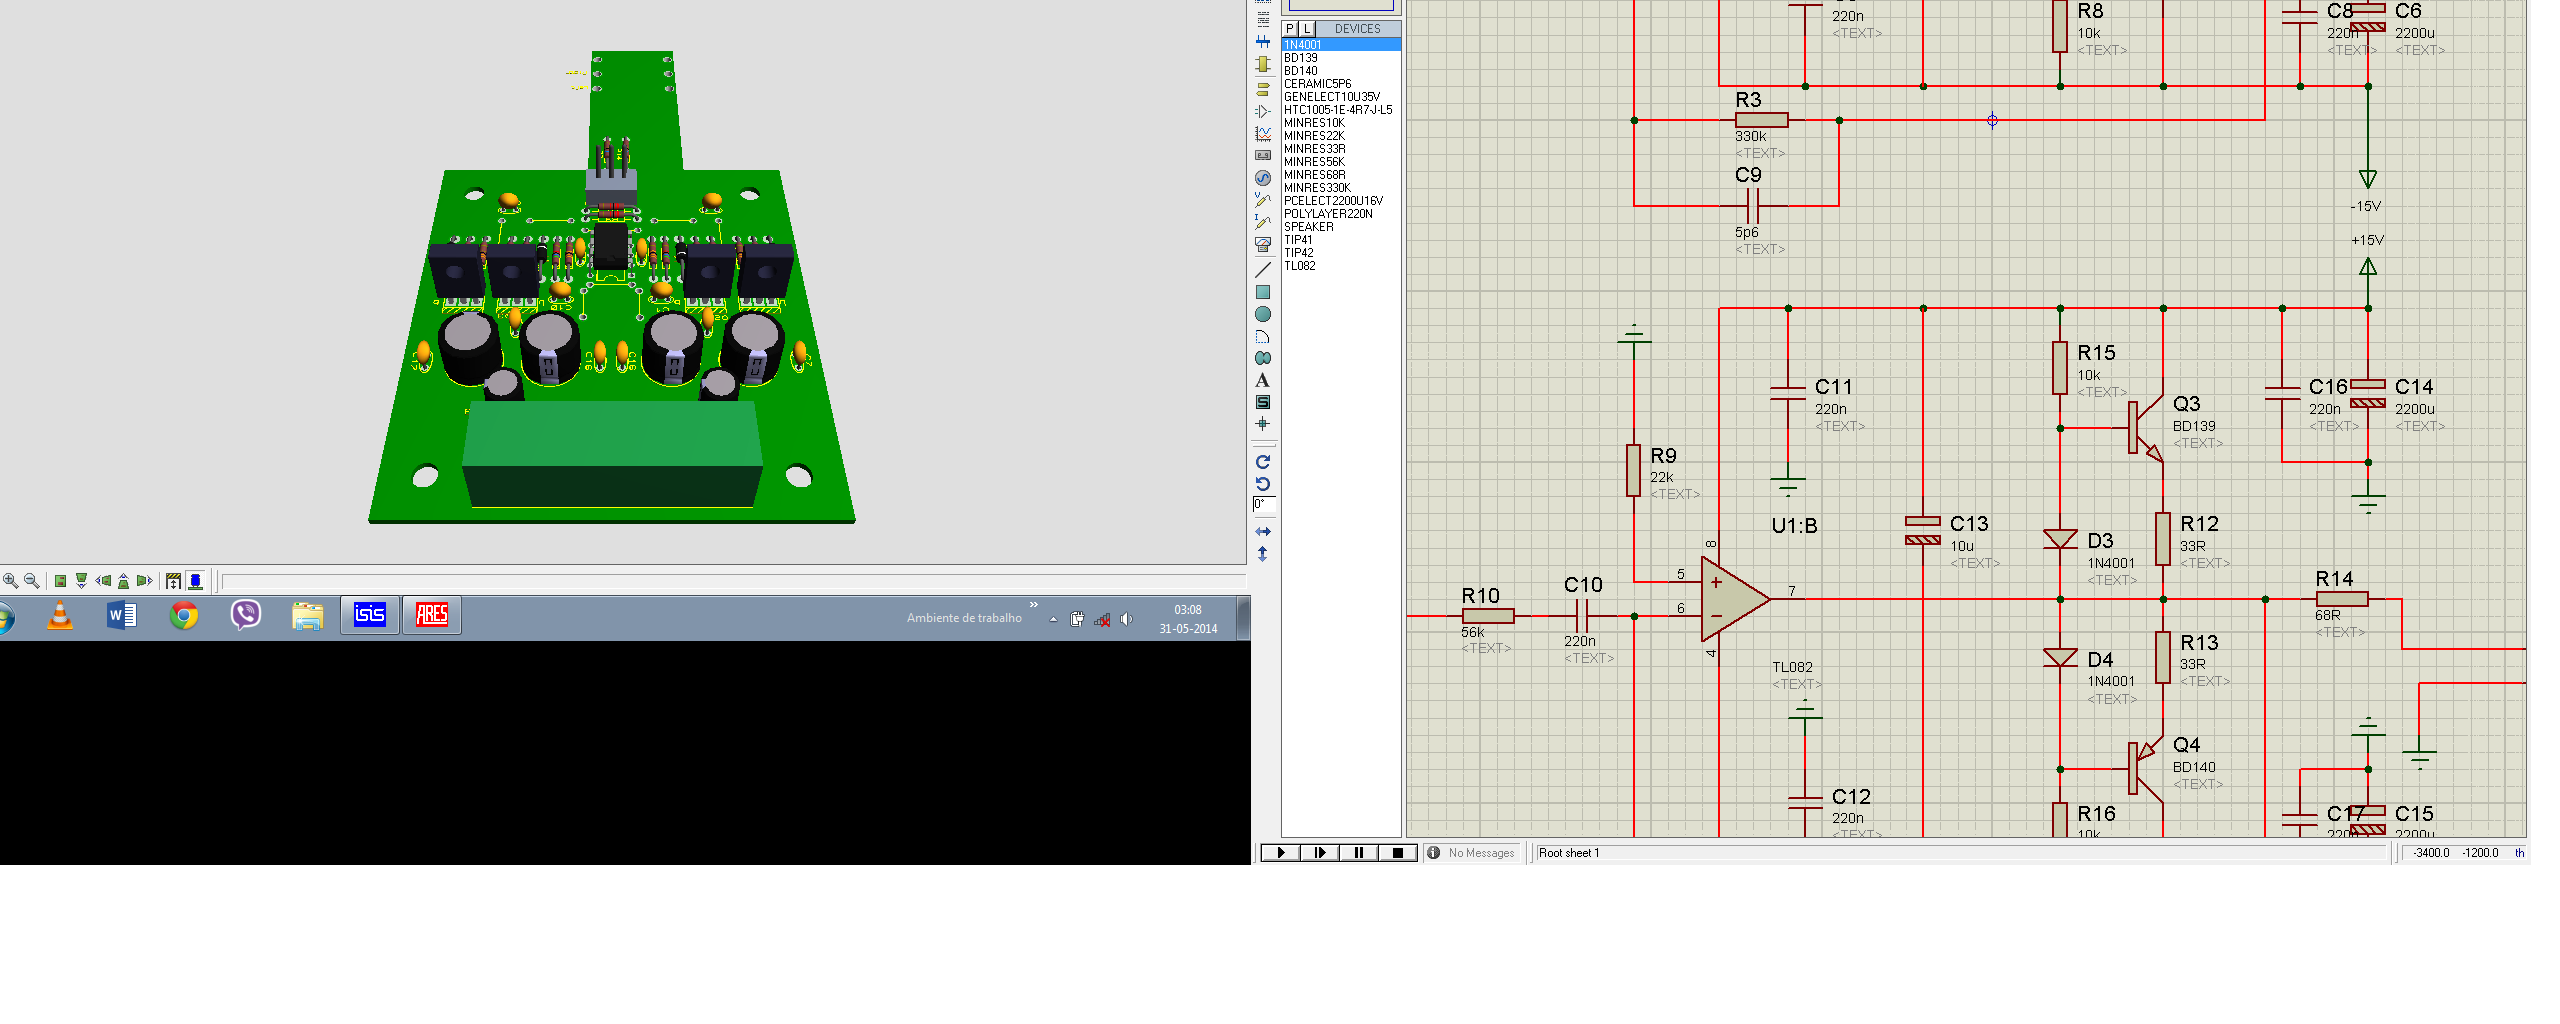 P L DEVICES
1N4001
BD139
BD140
CERAMIC5P6
GENELECT10U35V
HTC1005-1E-4R7-J-L5
MINRES10K
MINRES22K
MINRES33R
MINRES56K
MINRES68R
MINRES330K
PCELECT2200U16V
POLYLAYER220N
SPEAKER
TIP41
TIP42
TL082
0°
220n
<TEXT>
R8
10k
<TEXT>
C8
220n
<TEXT>
C6
2200u
<TEXT>
R3
330k
<TEXT>
C9
5p6
<TEXT>
-15V
+15V
C11
220n
<TEXT>
R15
10k
<TEXT>
Q3
BD139
<TEXT>
C16
220n
<TEXT>
C14
2200u
<TEXT>
R9
22k
<TEXT>
U1:B
8
5
6
7
4
TL082
<TEXT>
C13
10u
<TEXT>
D3
1N4001
<TEXT>
R12
33R
<TEXT>
R10
56k
<TEXT>
C10
220n
<TEXT>
R14
68R
<TEXT>
D4
1N4001
<TEXT>
R13
33R
<TEXT>
Q4
BD140
<TEXT>
C12
220n
<TEXT>
R16
10k
C17
220n
C15
2200u
isis
ARES
Ambiente de trabalho
03:08
31-05-2014
No Messages
Root sheet 1
-3400.0 -1200.0 th